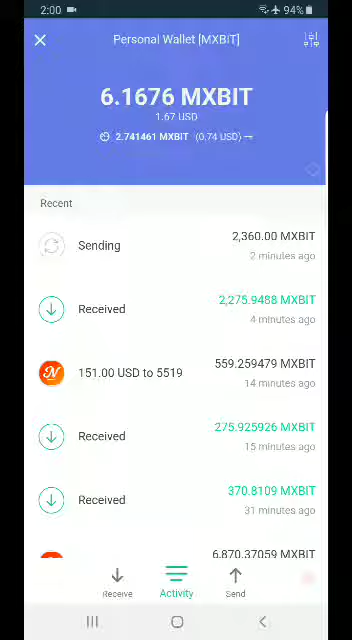 2:00 94%
Personal Wallet [MXBIT]
6.1676 MXBIT
1.67 USD
2.741461 MXBIT (0.74 USD)
Recent
Sending 2,360.00 MXBIT
2 minutes ago
Received 2,275.9488 MXBIT
4 minutes ago
151.00 USD to 5519 559.259479 MXBIT
14 minutes ago
Received 275.925926 MXBIT
15 minutes ago
Received 370.8109 MXBIT
31 minutes ago
6,870.37059 MXBIT
Receive Activity Send